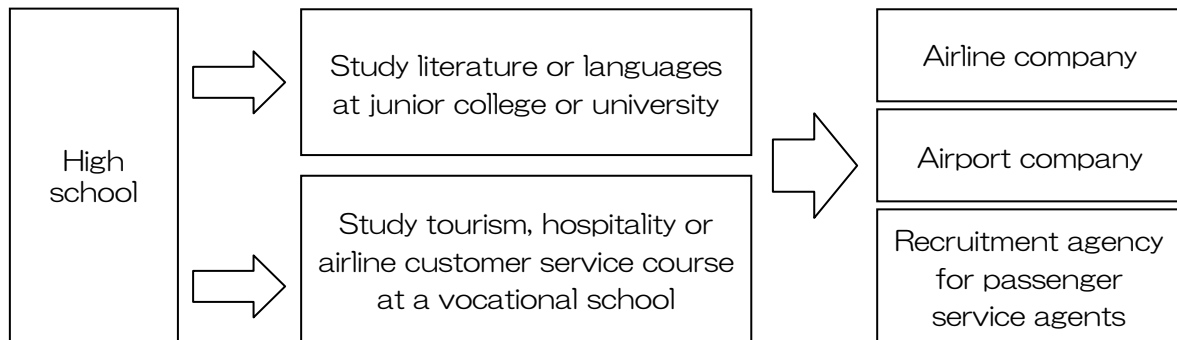 High
school
Study literature or languages
at junior college or university
Study tourism, hospitality or
airline customer service course
at a vocational school
Airline company
Airport company
Recruitment agency
for passenger
service agents